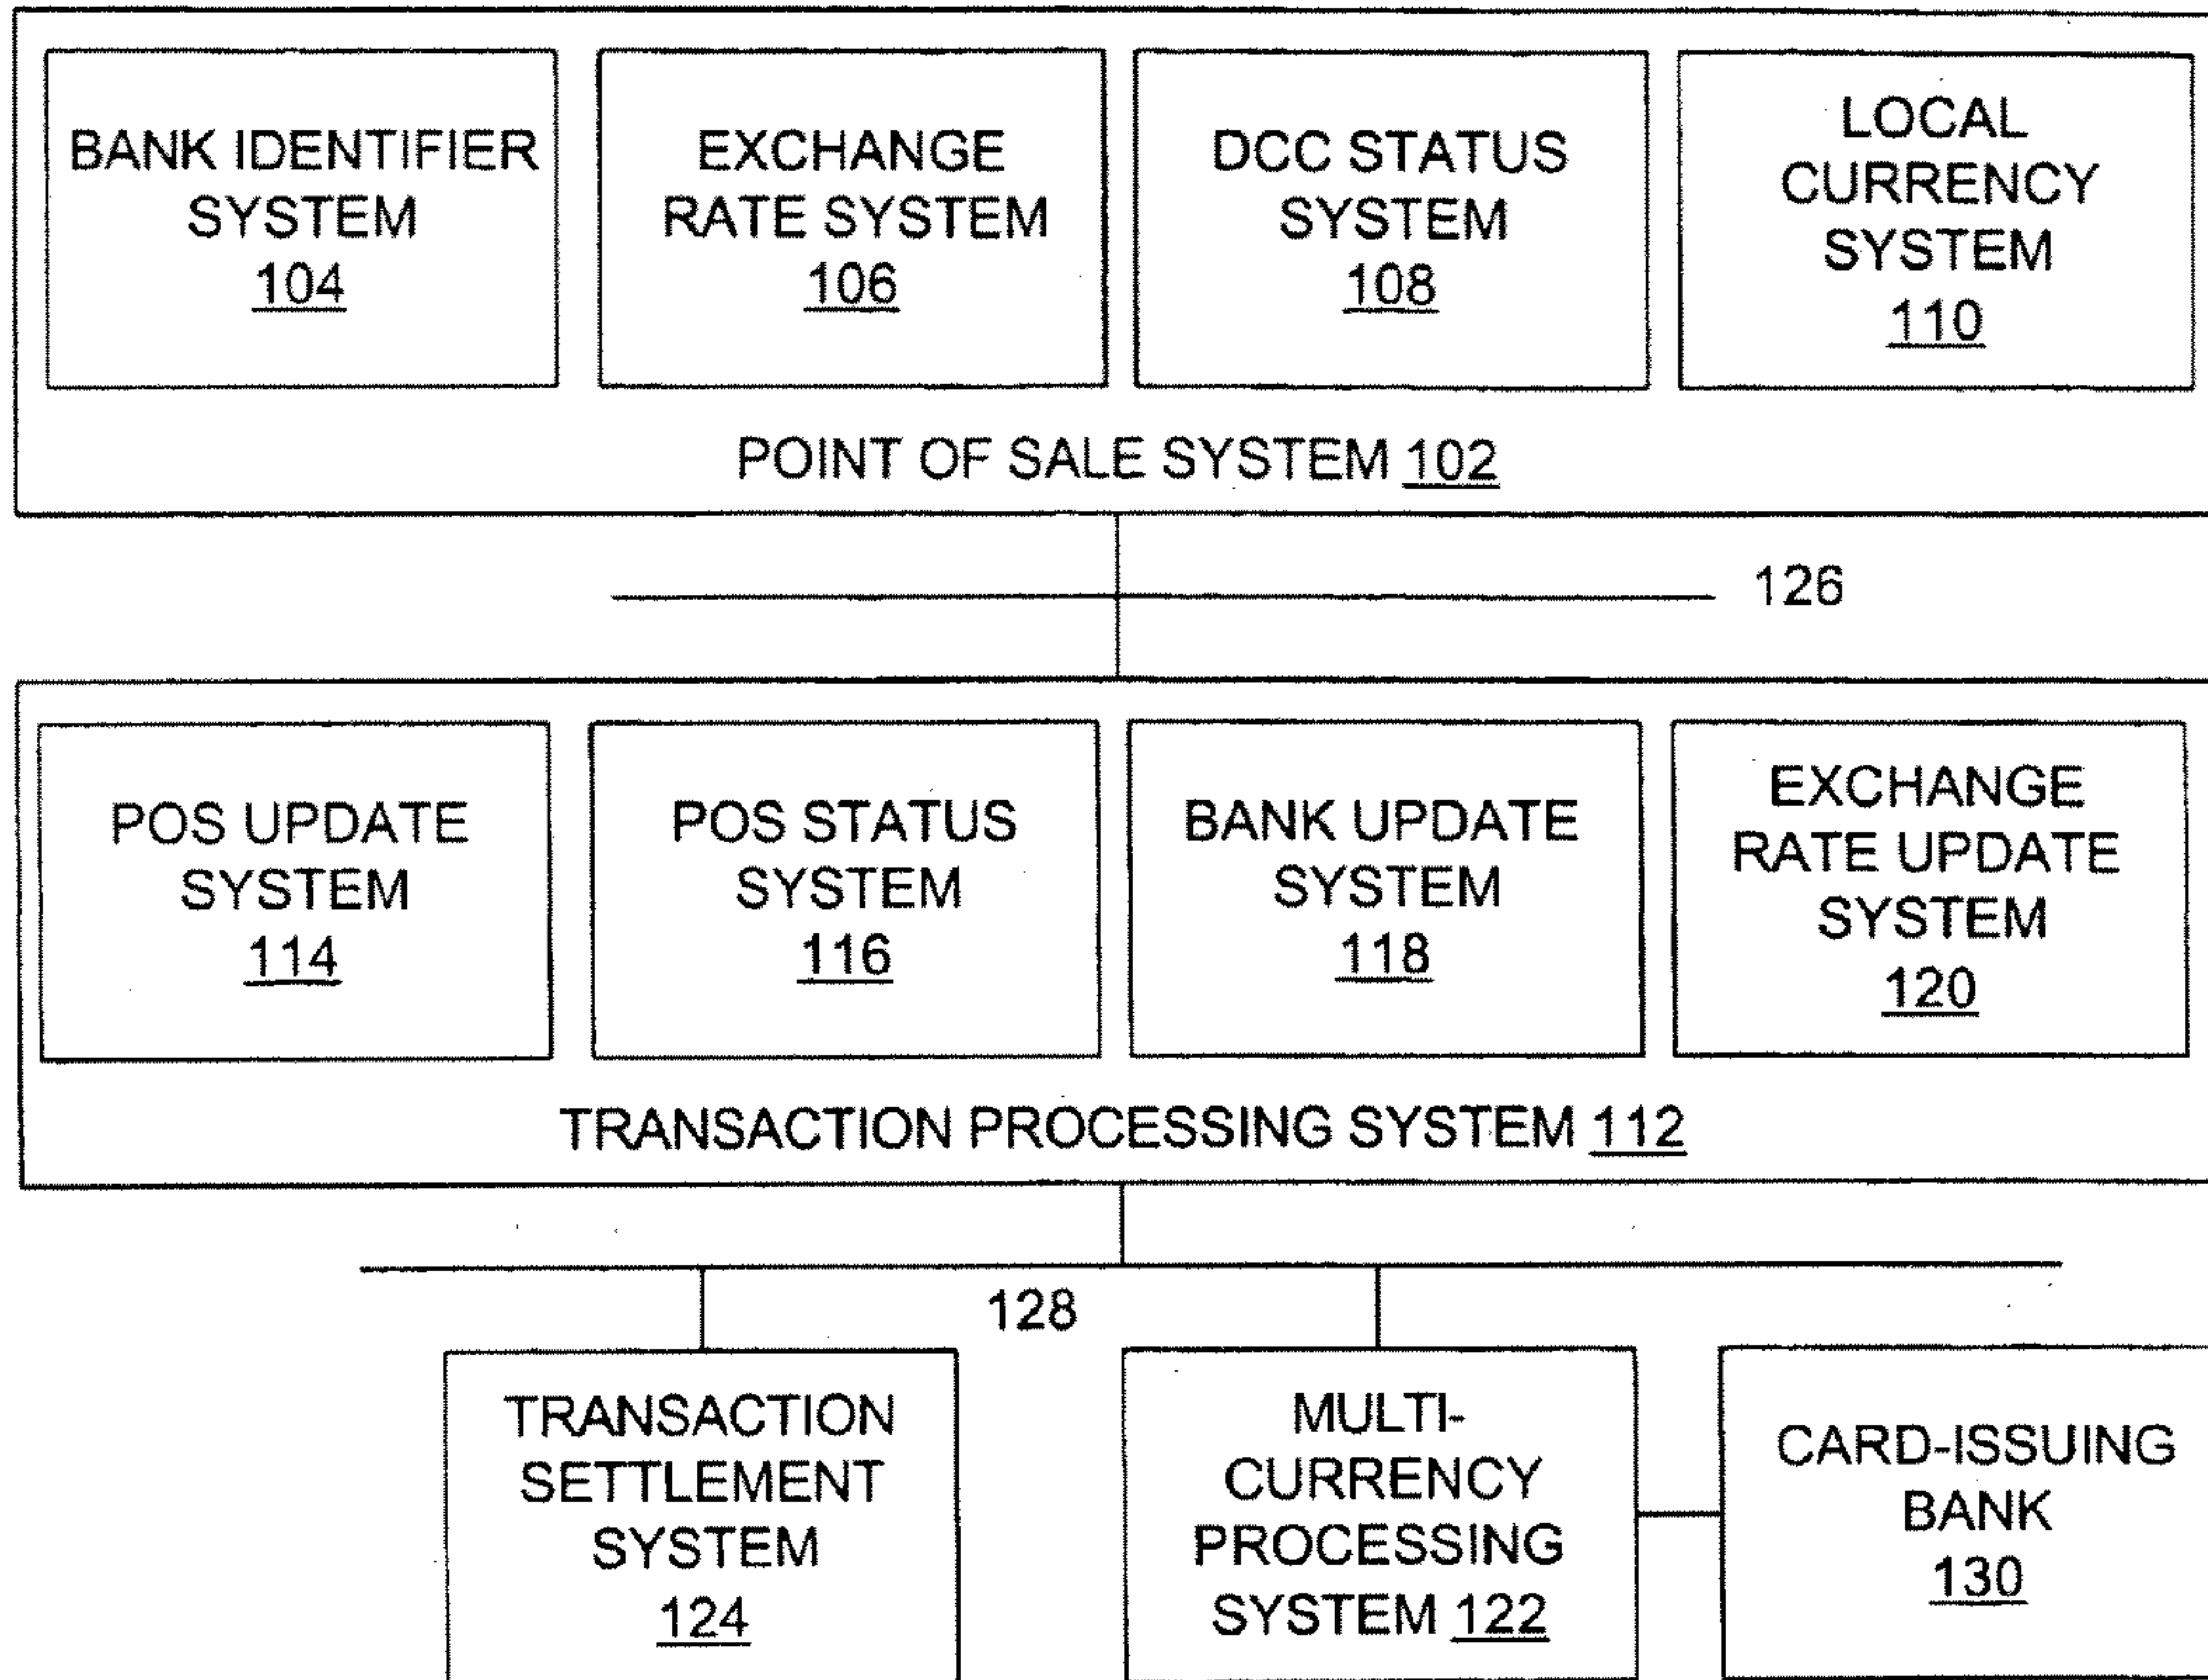 BANK IDENTIFIER
SYSTEM
104
EXCHANGE
RATE SYSTEM
106
DCC STATUS
SYSTEM
108
LOCAL
CURRENCY
SYSTEM
110
POINT OF SALE SYSTEM 102
126
POS UPDATE
SYSTEM
114
POS STATUS
SYSTEM
116
BANK UPDATE
SYSTEM
118
EXCHANGE
RATE UPDATE
SYSTEM
120
TRANSACTION PROCESSING SYSTEM 112
128
TRANSACTION
SETTLEMENT
SYSTEM
124
MULTI-
CURRENCY
PROCESSING
SYSTEM 122
CARD-ISSUING
BANK
130